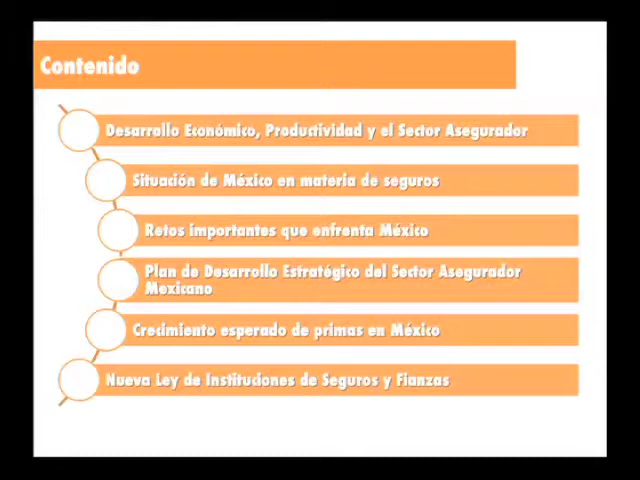 Contenido
Desarrollo Económico, Productividad y el Sector Asegurador
Situación de México en materia de seguros
Retos importantes que enfrenta México
Plan de Desarrollo Estratégico del Sector Asegurador
Mexicano
Crecimiento esperado de primas en México
Nueva Ley de Instituciones de Seguros y Fianzas